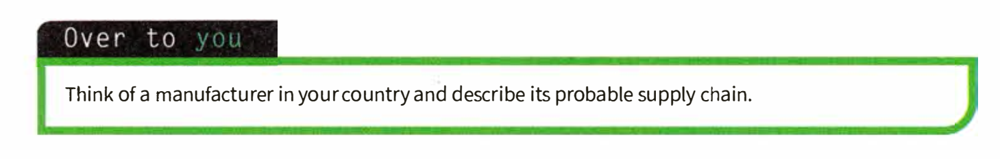 Over to you
Think of a manufacturer in your country and describe its probable supply chain.